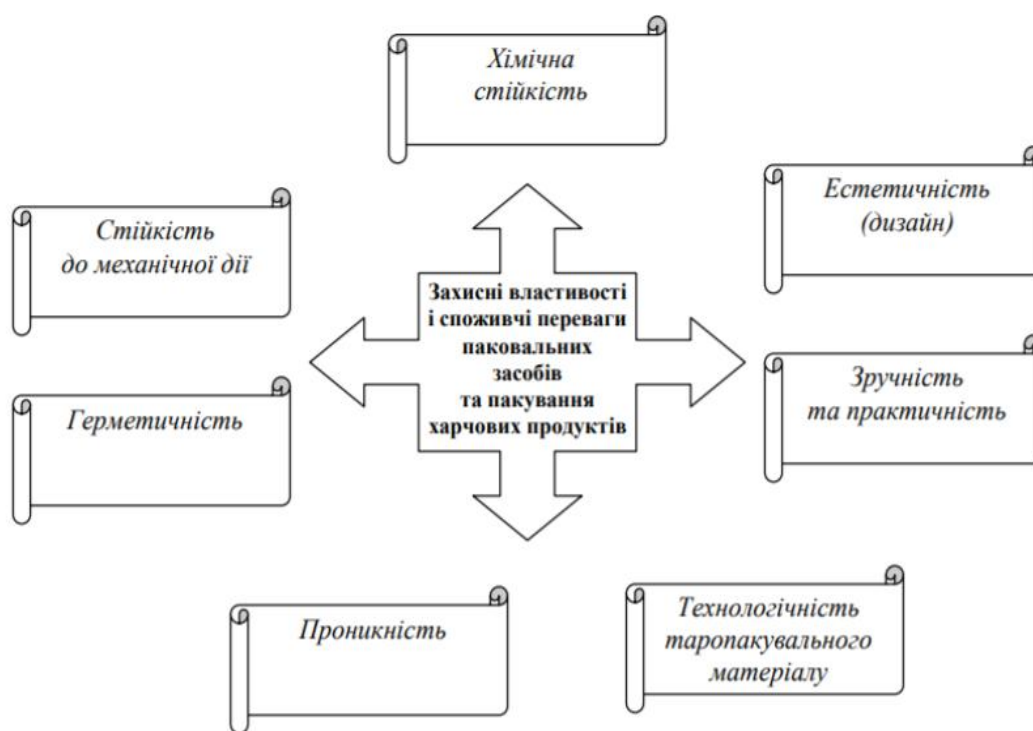 Хімічна
стійкість
Стійкість
до механічної дії
Естетичність
(дизайн)
Захисні властивості
і споживчі переваги
паковальних
засобів
та пакування
харчових продуктів
Герметичність
Зручність
та практичність
Проникність
Технологічність
таропакувального
матеріалу